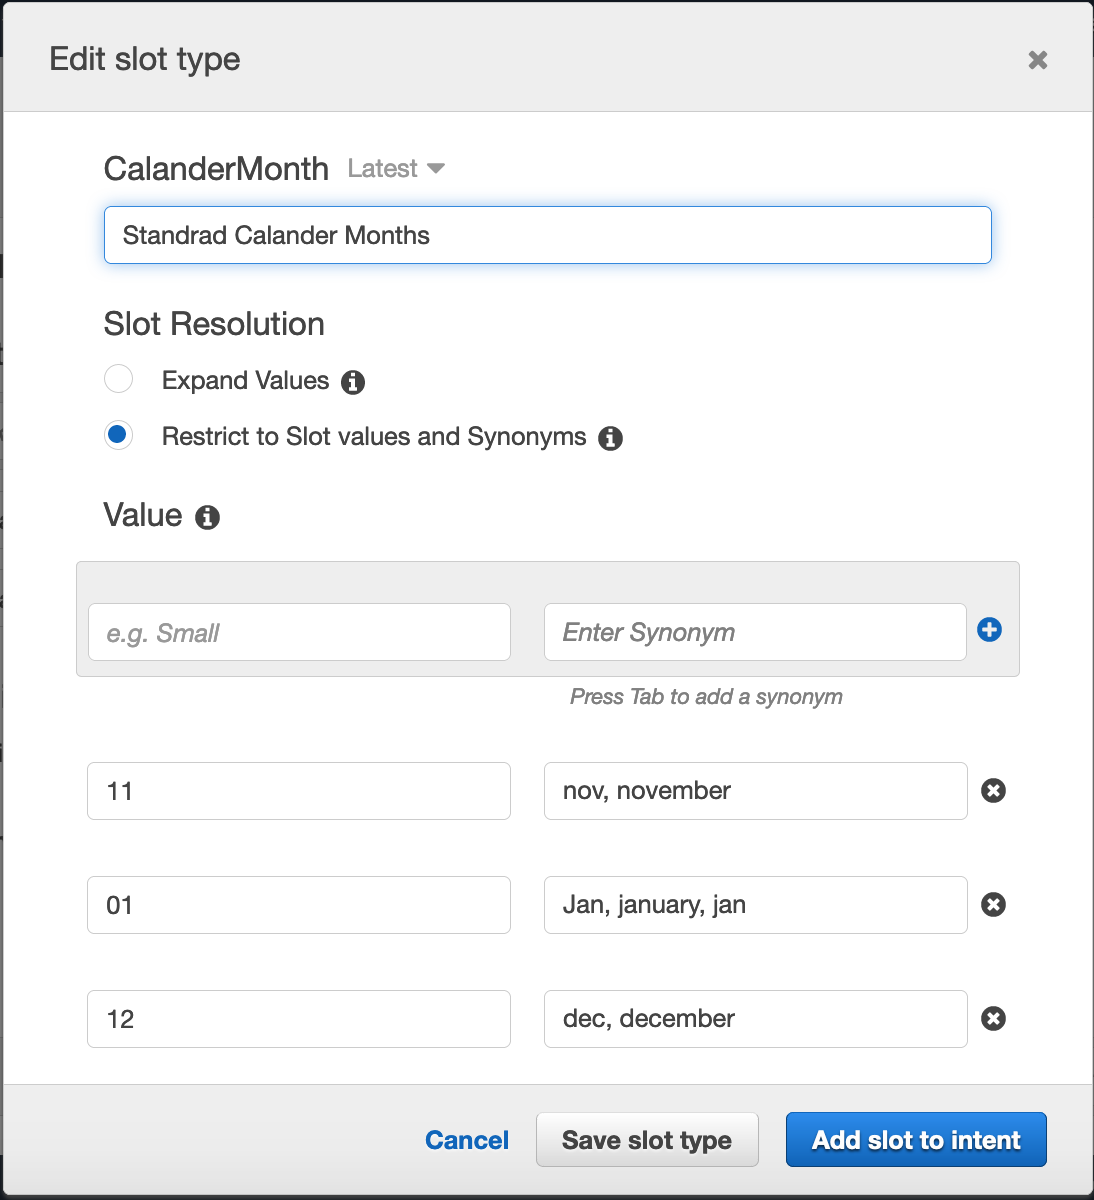 Edit slot type
CalanderMonth Latest
Standrad Calander Months
Slot Resolution
Expand Values
Restrict to Slot values and Synonyms
Value
e.g. Small Enter Synonym
Press Tab to add a synonym
11 nov, november
01 Jan, january, jan
12 dec, december
Cancel Save slot type Add slot to intent